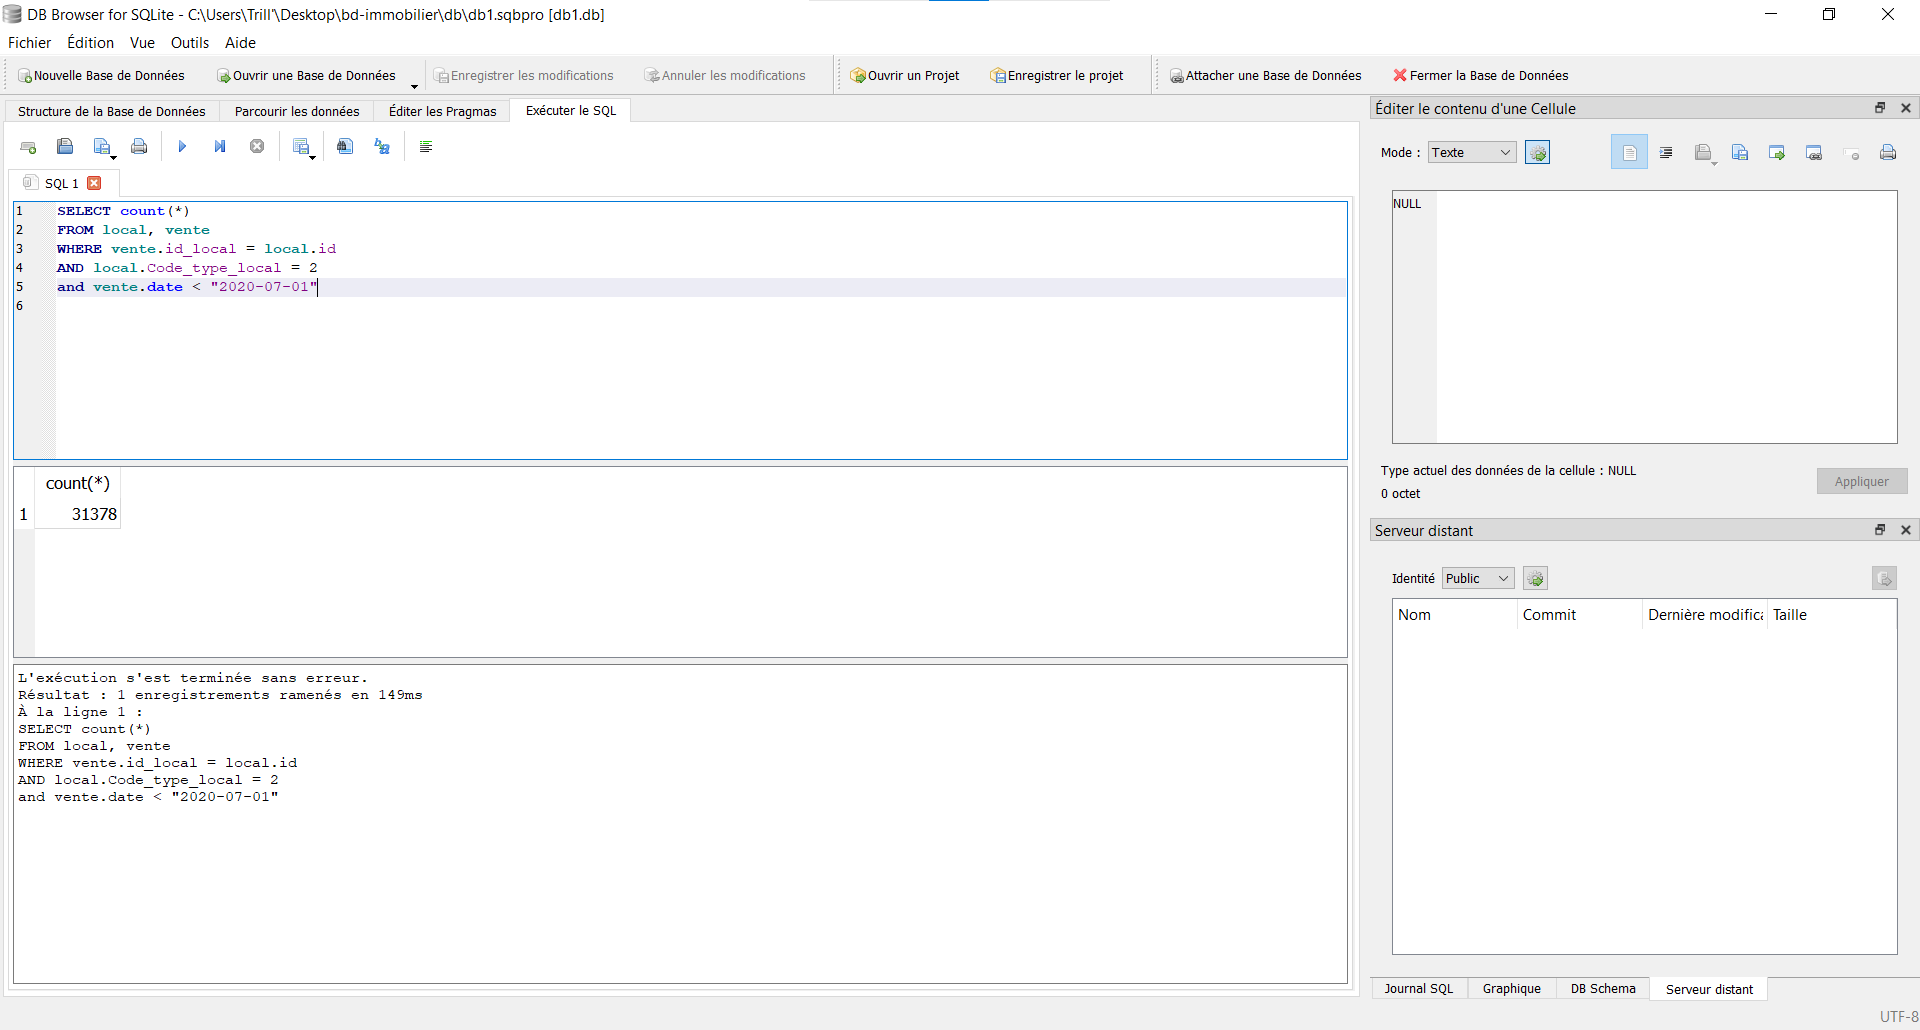 DB Browser for SQLite - C:\Users\Trill'\Desktop\bd-immobilier\db\db1.sqbpro [db1.db]
Fichier Édition Vue Outils Aide
Nouvelle Base de Données Ouvrir une Base de Données Enregistrer les modifications Annuler les modifications Ouvrir un Projet Enregistrer le projet Attacher une Base de Données Fermer la Base de Données
Structure de la Base de Données Parcourir les données Éditer les Pragmas Exécuter le SQL
SQL 1
1 SELECT count(*)
2 FROM local, vente
3 WHERE vente.id_local = local.id
4 AND local.Code_type_local = 2
5 and vente.date < "2020-07-01"
6
count(*)
1 31378
L'exécution s'est terminée sans erreur.
Résultat : 1 enregistrements ramenés en 149ms
À la ligne 1 :
SELECT count(*)
FROM local, vente
WHERE vente.id_local = local.id
AND local.Code_type_local = 2
and vente.date < "2020-07-01"
Éditer le contenu d'une Cellule
Mode : Texte
NULL
Type actuel des données de la cellule : NULL
0 octet
Appliquer
Serveur distant
Identité Public
Nom Commit Dernière modifica Taille
Journal SQL Graphique DB Schema Serveur distant
UTF-8